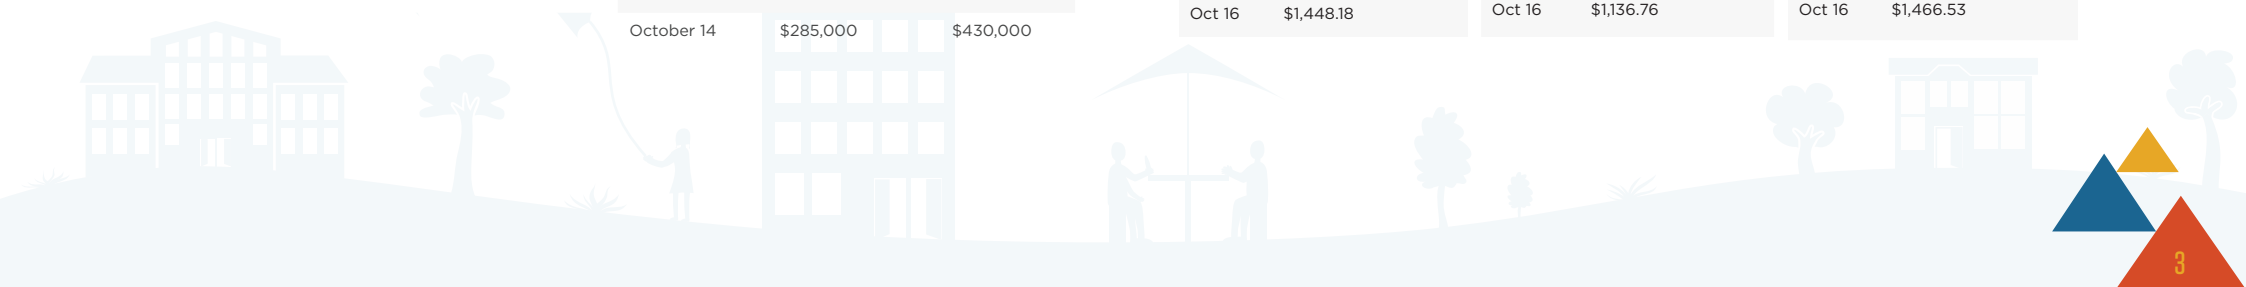 October 14 $285,000 $430,000
Oct 16 $1,448.18
Oct 16 $1,136.76
Oct 16 $1,466.53
3